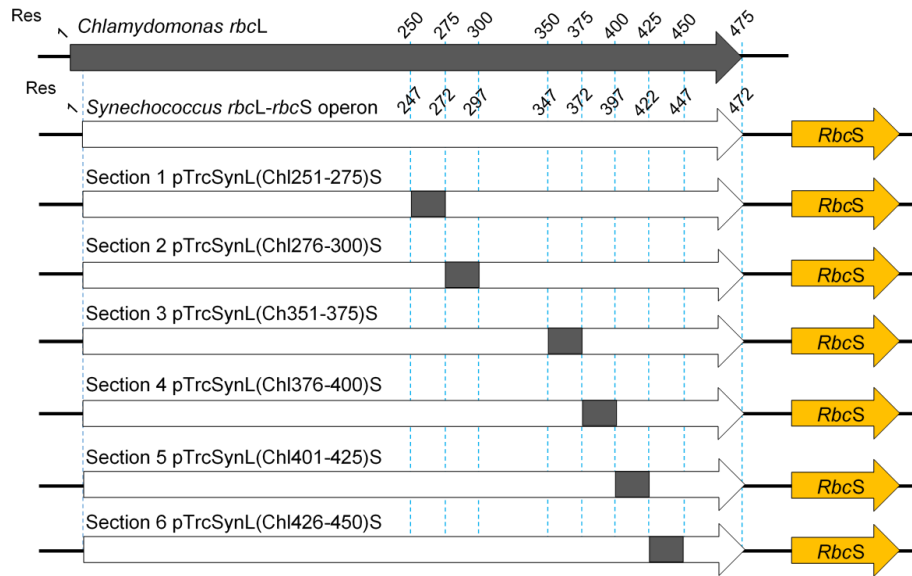 Res 1 Chlamydomonas rbcL 250 275 300 350 375 400 425 450 475
Res 1 Synechococcus rbcL-rbcS operon 247 272 297 347 372 397 422 447 472
RbcS
Section 1 pTrcSynL(Chl251-275)S
RbcS
Section 2 pTrcSynL(Chl276-300)S
RbcS
Section 3 pTrcSynL(Ch351-375)S
RbcS
Section 4 pTrcSynL(Chl376-400)S
RbcS
Section 5 pTrcSynL(Chl401-425)S
RbcS
Section 6 pTrcSynL(Chl426-450)S
RbcS